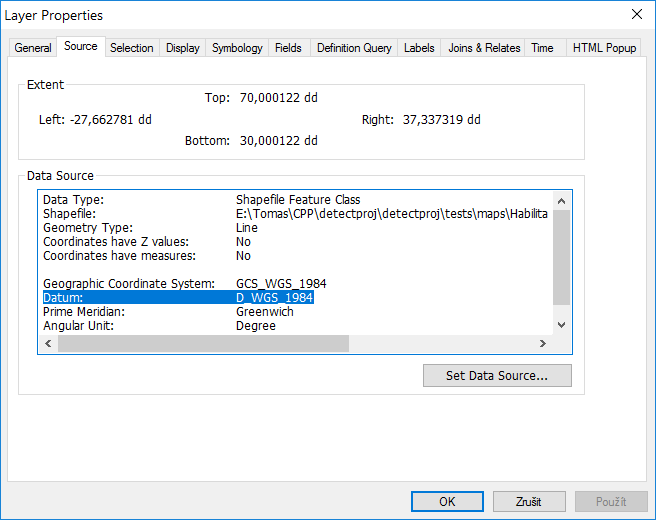 Layer Properties
General Source Selection Display Symbology Fields Definition Query Labels Joins & Relates Time HTML Popup
Extent
Top: 70,000122 dd
Left: -27,662781 dd Right: 37,337319 dd
Bottom: 30,000122 dd
Data Source
Data Type: Shapefile Feature Class
Shapefile: E:\Tomas\CPP\detectproj\detectproj\tests\maps\Habilita
Geometry Type: Line
Coordinates have Z values: No
Coordinates have measures: No
Geographic Coordinate System: GCS_WGS_1984
Datum: D_WGS_1984
Prime Meridian: Greenwich
Angular Unit: Degree
Set Data Source...
OK Zrušit Použít